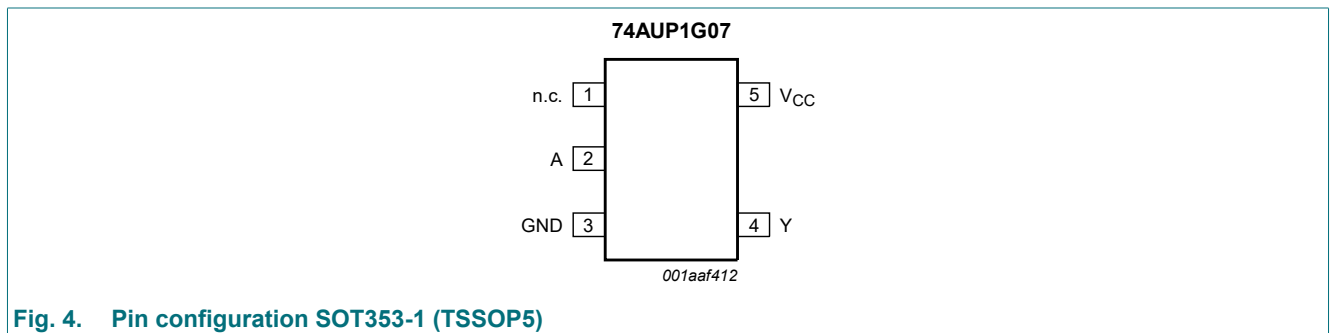 74AUP1G07
n.c. 1 5 VCC
A 2
GND 3 4 Y
001aaf412
Fig. 4. Pin configuration SOT353-1 (TSSOP5)